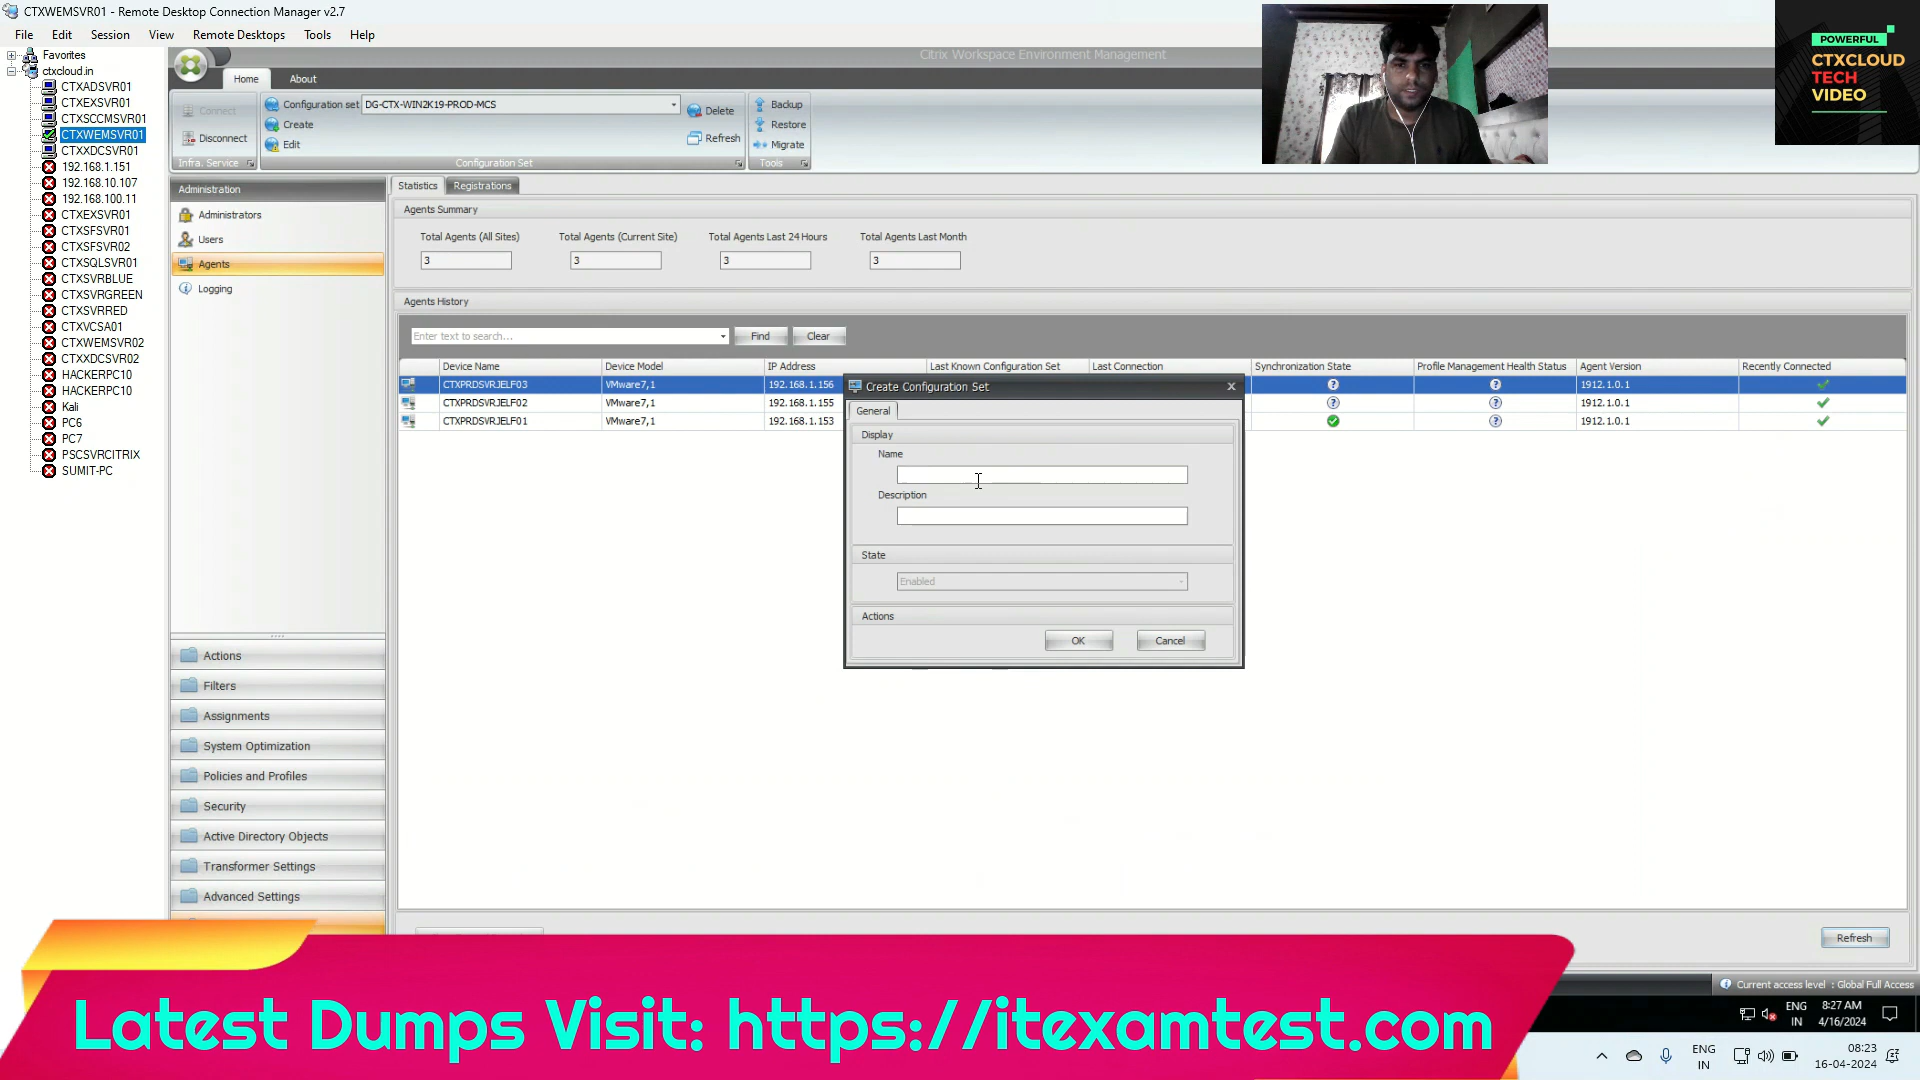 CTXWEMSVR01 - Remote Desktop Connection Manager v2.7
File Edit Session View Remote Desktops Tools Help
Favorites
ctxcloud.in
CTXADSVR01
CTXEXSVR01
CTXSCCMSVR01
CTXWEMSVR01
CTXXDCSVR01
192.168.1.151
192.168.10.107
192.168.100.11
CTXEXSVR01
CTXSFSVR01
CTXSFSVR02
CTXSQLSVR01
CTXSVRBLUE
CTXSVRGREEN
CTXSVRRED
CTXVCSA01
CTXWEMSVR02
CTXXDCSVR02
HACKERPC10
HACKERPC10
Kali
PC6
PC7
PSCSVRCITRIX
SUMIT-PC
Citrix Workspace Environment Management
Home About
Connect
Disconnect
Infra. Service
Configuration set DG-CTX-WIN2K19-PROD-MCS
Create
Edit
Delete
Refresh
Configuration Set
Backup
Restore
Migrate
Tools
POWERFUL
CTXCLOUD
TECH
VIDEO
Administration
Administrators
Users
Agents
Logging
Actions
Filters
Assignments
System Optimization
Policies and Profiles
Security
Active Directory Objects
Transformer Settings
Advanced Settings
Statistics Registrations
Agents Summary
Total Agents (All Sites) Total Agents (Current Site) Total Agents Last 24 Hours Total Agents Last Month
3 3 3 3
Agents History
Enter text to search... Find Clear
Device Name Device Model IP Address Last Known Configuration Set Last Connection Synchronization State Profile Management Health Status Agent Version Recently Connected
CTXPRDSVRJELF03 VMware7,1 192.168.1.156 1912.1.0.1
CTXPRDSVRJELF02 VMware7,1 192.168.1.155 1912.1.0.1
CTXPRDSVRJELF01 VMware7,1 192.168.1.153 1912.1.0.1
Create Configuration Set
General
Display
Name
Description
State
Enabled
Actions
OK Cancel
Refresh
Current access level : Global Full Access
ENG
IN
8:27 AM
4/16/2024
Latest Dumps Visit: https://itexamtest.com
ENG
IN
08:23
16-04-2024